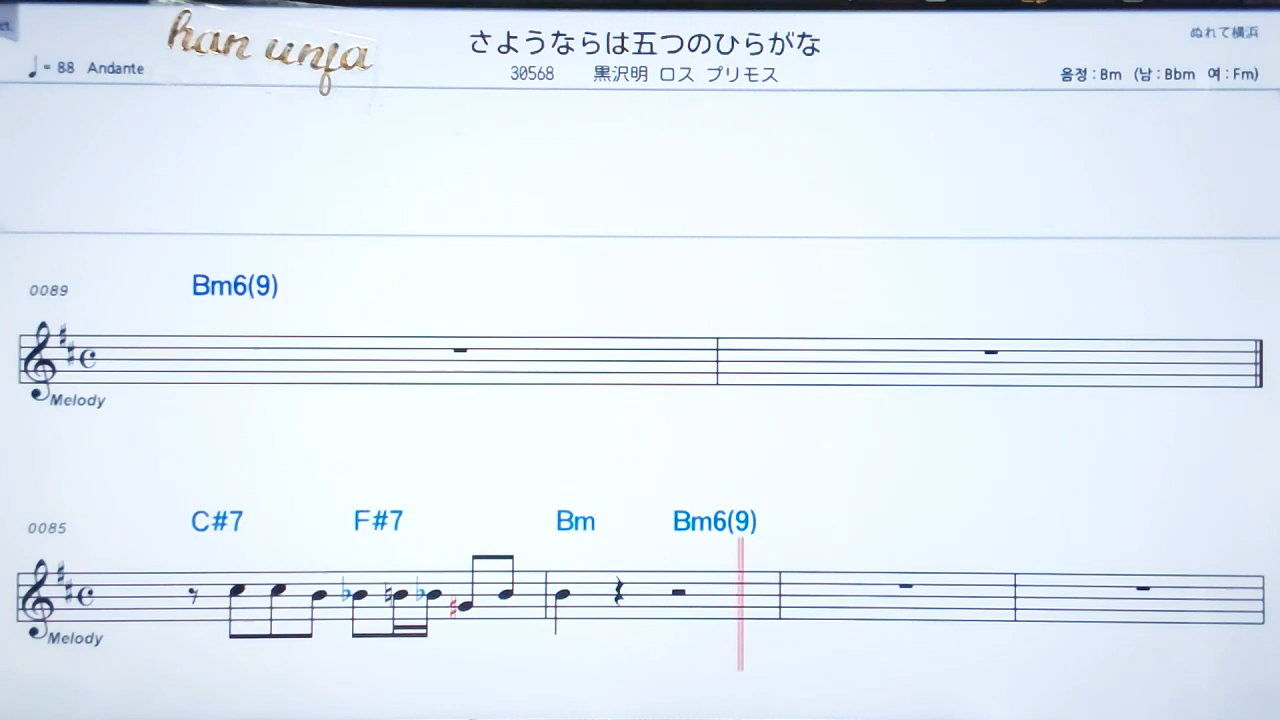 ct.
han unja
さようならは五つのひらがな
ぬれて横浜
♩= 88 Andante
30568 黒沢明 ロス プリモス
음정 : Bm (남 : Bbm 여 : Fm)
0089
Bm6(9)
Melody
0085
C#7 F#7 Bm Bm6(9)
Melody